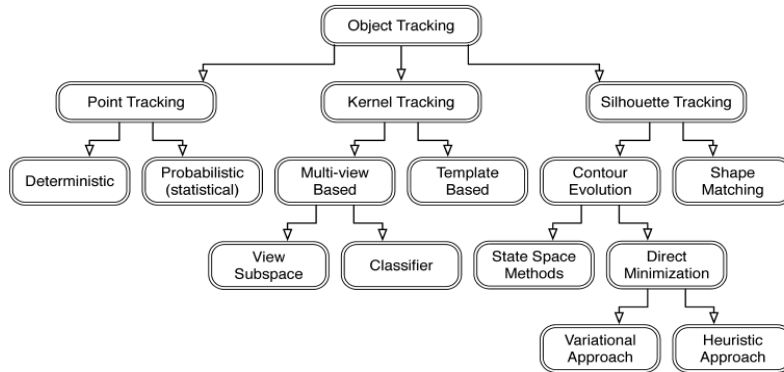 Object Tracking
Point Tracking
Kernel Tracking
Silhouette Tracking
Deterministic
Probabilistic
(statistical)
Multi-view
Based
Template
Based
Contour
Evolution
Shape
Matching
View
Subspace
Classifier
State Space
Methods
Direct
Minimization
Variational
Approach
Heuristic
Approach